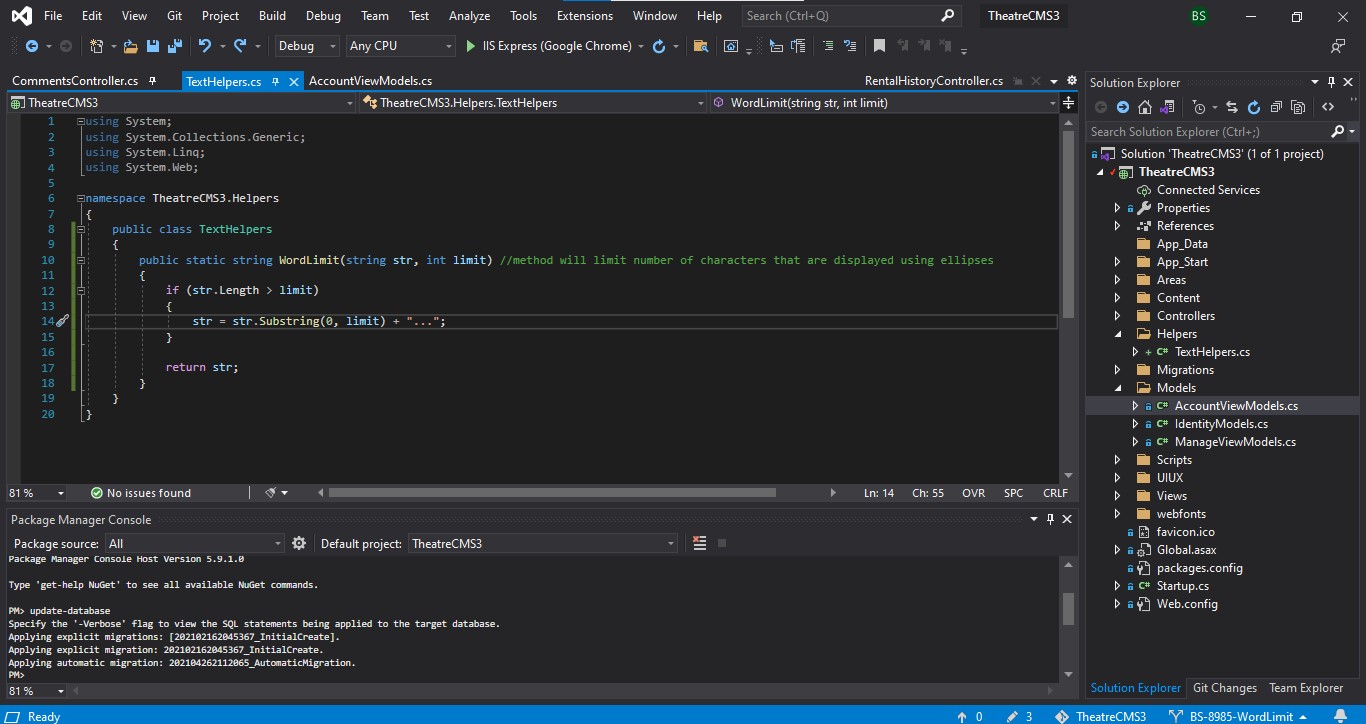 File Edit View Git Project Build Debug Team Test Analyze Tools Extensions Window Help Search (Ctrl+Q) TheatreCMS3 BS
Debug Any CPU IIS Express (Google Chrome)
CommentsController.cs TextHelpers.cs AccountViewModels.cs RentalHistoryController.cs
TheatreCMS3 TheatreCMS3.Helpers.TextHelpers WordLimit(string str, int limit)
1 using System;
2 using System.Collections.Generic;
3 using System.Linq;
4 using System.Web;
5
6 namespace TheatreCMS3.Helpers
7 {
8 public class TextHelpers
9 {
10 public static string WordLimit(string str, int limit) //method will limit number of characters that are displayed using ellipses
11 {
12 if (str.Length > limit)
13 {
14 str = str.Substring(0, limit) + "...";
15 }
16
17 return str;
18 }
19 }
20 }
81 % No issues found Ln: 14 Ch: 55 OVR SPC CRLF
Package Manager Console
Package source: All Default project: TheatreCMS3
Package Manager Console Host Version 5.9.1.0
Type 'get-help NuGet' to see all available NuGet commands.
PM> update-database
Specify the '-Verbose' flag to view the SQL statements being applied to the target database.
Applying explicit migrations: [202102162045367_InitialCreate].
Applying explicit migration: 202102162045367_InitialCreate.
Applying automatic migration: 202104262112065_AutomaticMigration.
PM>
81 %
Solution Explorer
Search Solution Explorer (Ctrl+;)
Solution 'TheatreCMS3' (1 of 1 project)
TheatreCMS3
Connected Services
Properties
References
App_Data
App_Start
Areas
Content
Controllers
Helpers
C# TextHelpers.cs
Migrations
Models
C# AccountViewModels.cs
C# IdentityModels.cs
C# ManageViewModels.cs
Scripts
UIUX
Views
webfonts
favicon.ico
Global.asax
packages.config
C# Startup.cs
Web.config
Solution Explorer Git Changes Team Explorer
Ready 0 3 TheatreCMS3 BS-8985-WordLimit